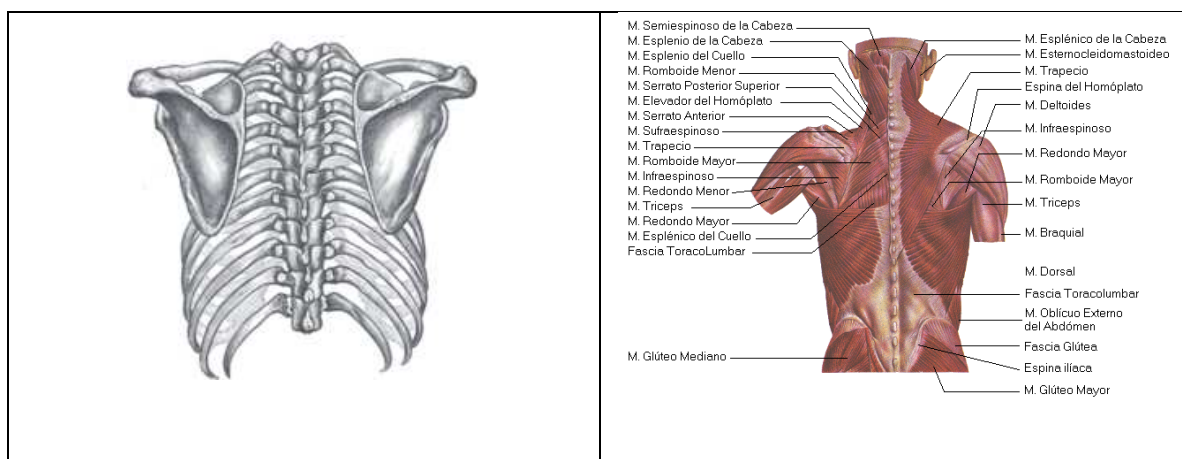 M. Semiespinoso de la Cabeza
M. Esplenio de la Cabeza
M. Esplenio del Cuello
M. Romboide Menor
M. Serrato Posterior Superior
M. Elevador del Homóplato
M. Serrato Anterior
M. Sufraespinoso
M. Trapecio
M. Romboide Mayor
M. Infraespinoso
M. Redondo Menor
M. Triceps
M. Redondo Mayor
M. Esplénico del Cuello
Fascia ToracoLumbar
M. Glúteo Mediano
M. Esplénico de la Cabeza
M. Esternocleidomastoideo
M. Trapecio
Espina del Homóplato
M. Deltoides
M. Infraespinoso
M. Redondo Mayor
M. Romboide Mayor
M. Triceps
M. Braquial
M. Dorsal
Fascia Toracolumbar
M. Oblícuo Externo
del Abdómen
Fascia Glútea
Espina ilíaca
M. Glúteo Mayor